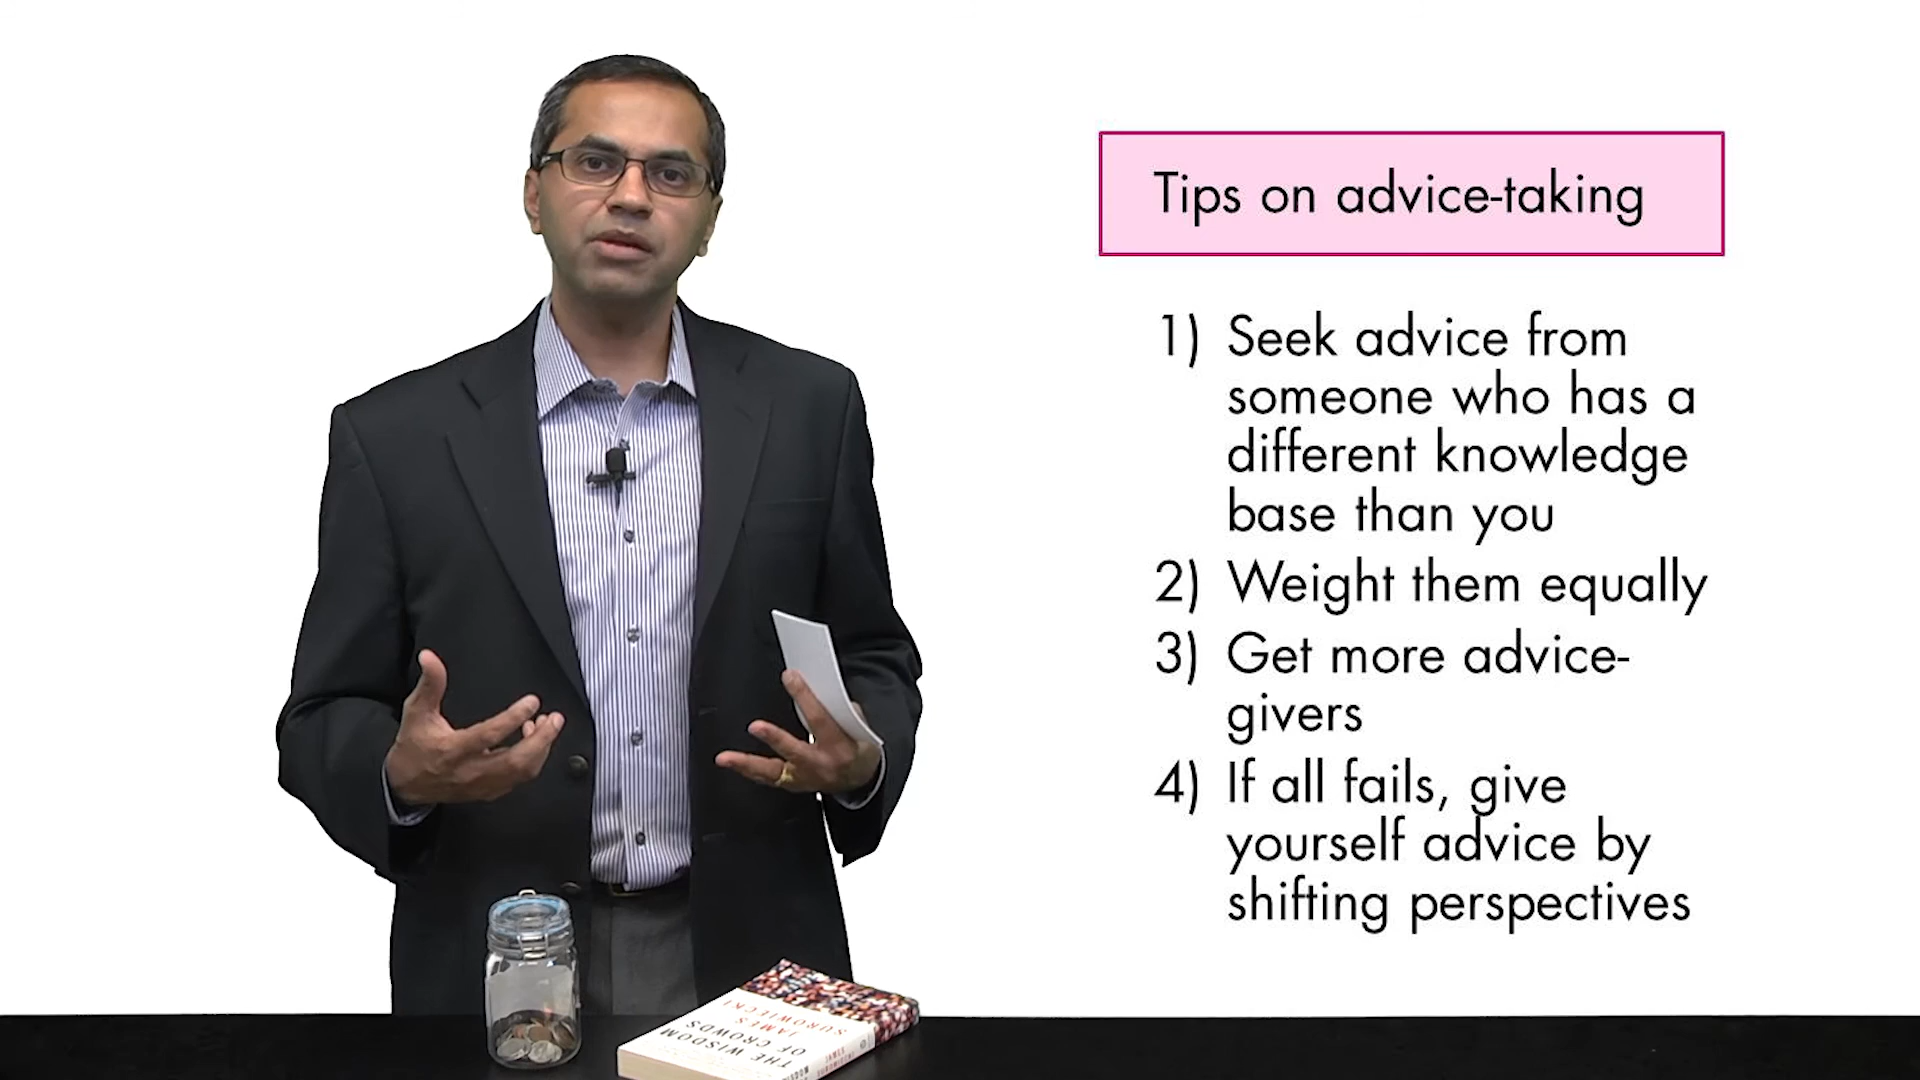 Tips on advice-taking
1) Seek advice from
someone who has a
different knowledge
base than you
2) Weight them equally
3) Get more advice-
givers
4) If all fails, give
yourself advice by
shifting perspectives
THE WISDOM
OF CROWDS
JAMES
SUROWIECKI
JAMES
SUROWIECKI